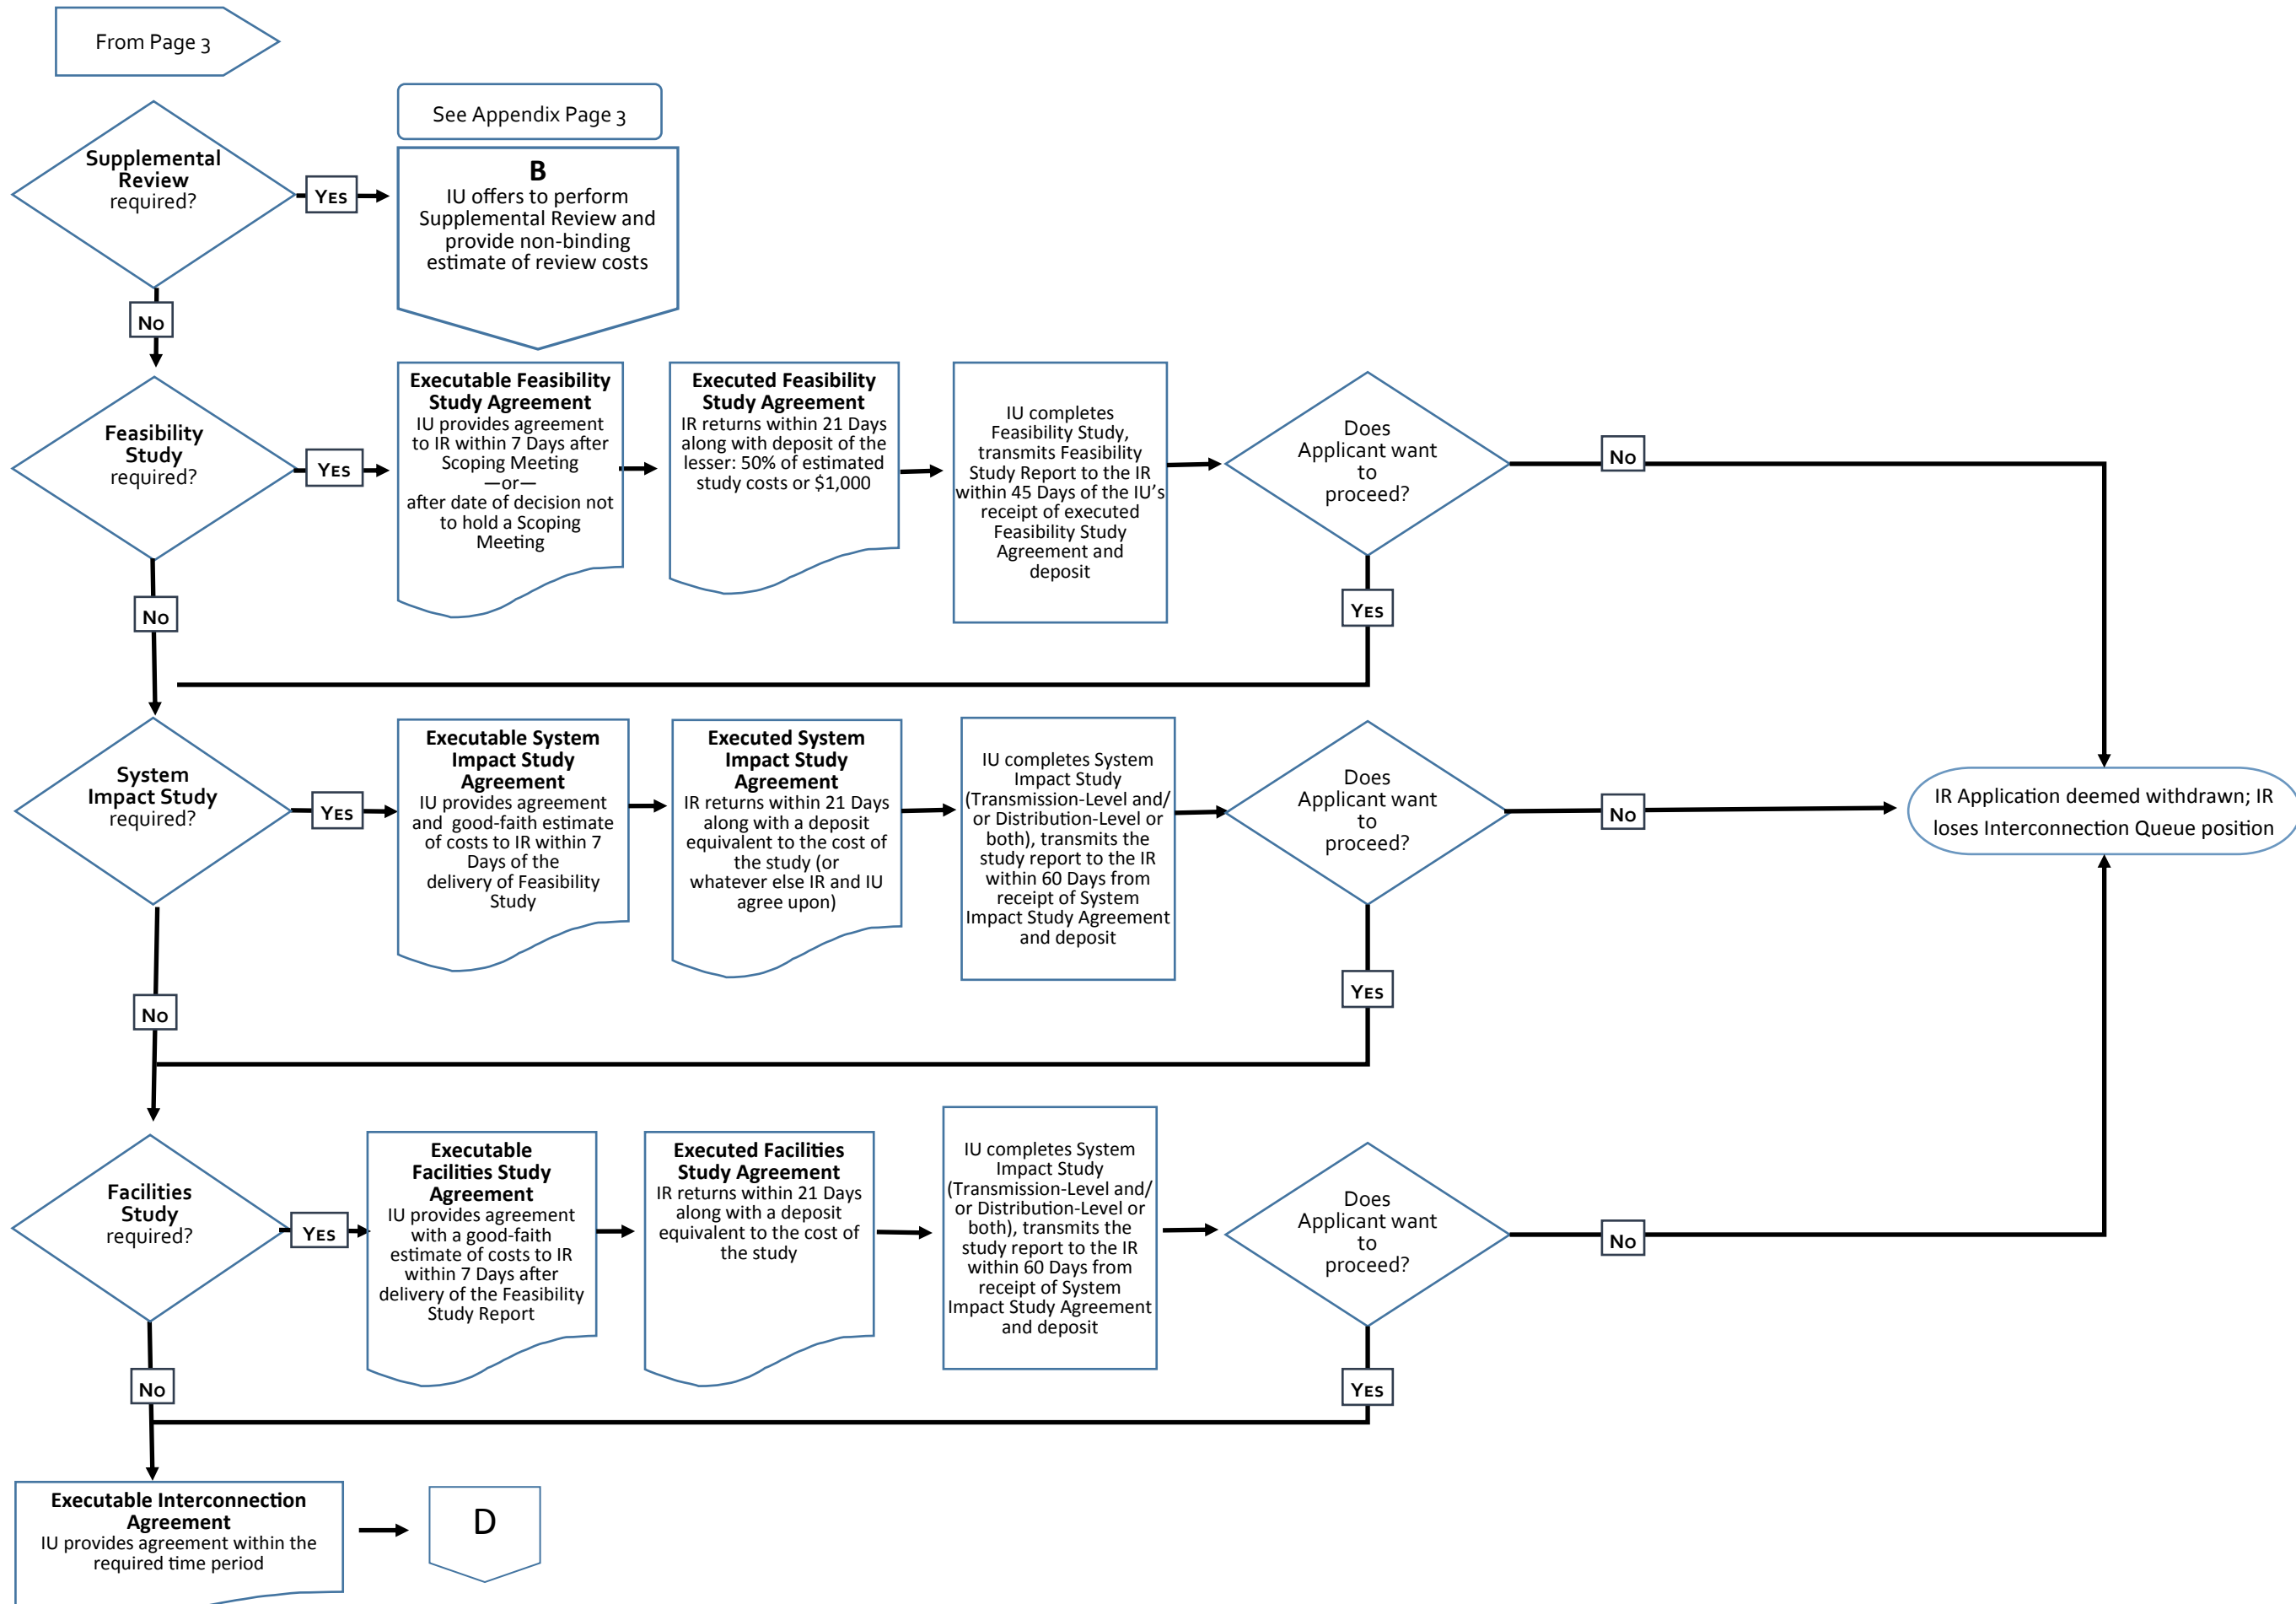 From Page 3
See Appendix Page 3
Supplemental
Review
required?
YES
B
IU offers to perform
Supplemental Review and
provide non-binding
estimate of review costs
No
Feasibility
Study
required?
YES
Executable Feasibility
Study Agreement
IU provides agreement
to IR within 7 Days after
Scoping Meeting
—or—
after date of decision not
to hold a Scoping
Meeting
Executed Feasibility
Study Agreement
IR returns within 21 Days
along with deposit of the
lesser: 50% of estimated
study costs or $1,000
IU completes
Feasibility Study,
transmits Feasibility
Study Report to the IR
within 45 Days of the IU’s
receipt of executed
Feasibility Study
Agreement and
deposit
Does
Applicant want
to
proceed?
No
YES
No
System
Impact Study
required?
YES
Executable System
Impact Study
Agreement
IU provides agreement
and good-faith estimate
of costs to IR within 7
Days of the
delivery of Feasibility
Study
Executed System
Impact Study
Agreement
IR returns within 21 Days
along with a deposit
equivalent to the cost of
the study (or
whatever else IR and IU
agree upon)
IU completes System
Impact Study
(Transmission-Level and/
or Distribution-Level or
both), transmits the
study report to the IR
within 60 Days from
receipt of System
Impact Study Agreement
and deposit
Does
Applicant want
to
proceed?
No
IR Application deemed withdrawn; IR
loses Interconnection Queue position
YES
No
Facilities
Study
required?
YES
Executable
Facilities Study
Agreement
IU provides agreement
with a good-faith
estimate of costs to IR
within 7 Days after
delivery of the Feasibility
Study Report
Executed Facilities
Study Agreement
IR returns within 21 Days
along with a deposit
equivalent to the cost of
the study
IU completes System
Impact Study
(Transmission-Level and/
or Distribution-Level or
both), transmits the
study report to the IR
within 60 Days from
receipt of System
Impact Study Agreement
and deposit
Does
Applicant want
to
proceed?
No
YES
No
Executable Interconnection
Agreement
IU provides agreement within the
required time period
D